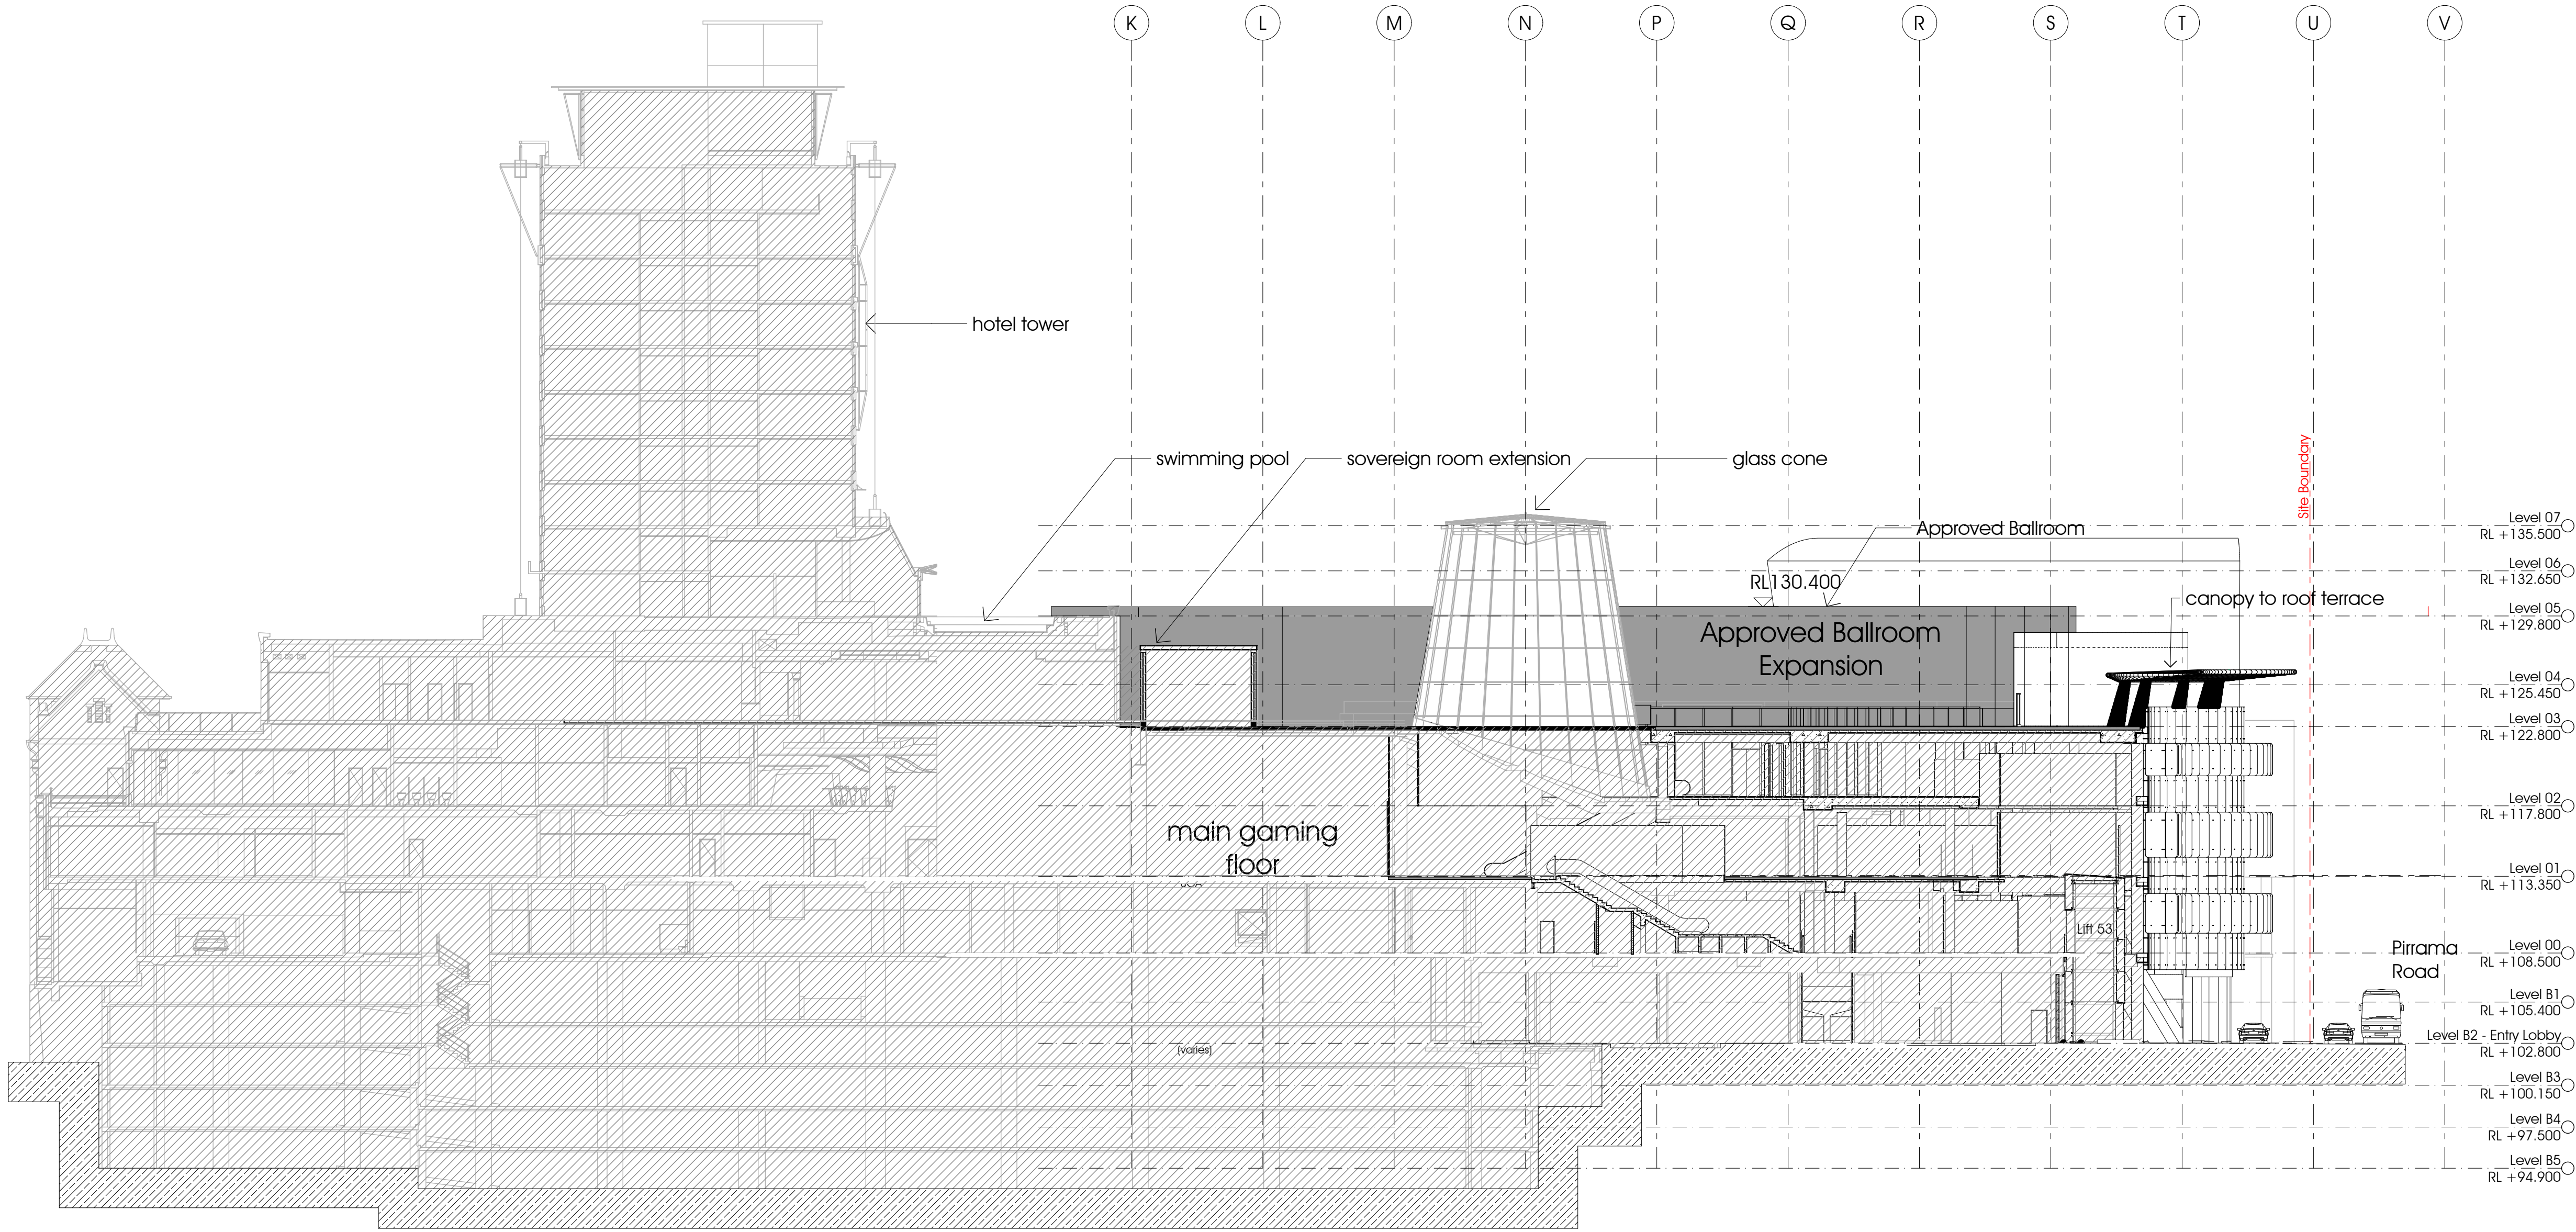 K L M N P Q R S T U V
hotel tower
swimming pool
sovereign room extension
glass cone
Site Boundary
Level 07
RL +135.500
Approved Ballroom
Level 06
RL +132.650
RL130.400
canopy to roof terrace
Level 05
RL +129.800
Approved Ballroom
Expansion
Level 04
RL +125.450
Level 03
RL +122.800
Level 02
RL +117.800
main gaming
floor
Level 01
RL +113.350
Lift 53
Pirrama
Road
Level 00
RL +108.500
Level B1
RL +105.400
Level B2 - Entry Lobby
RL +102.800
(varies)
Level B3
RL +100.150
Level B4
RL +97.500
Level B5
RL +94.900